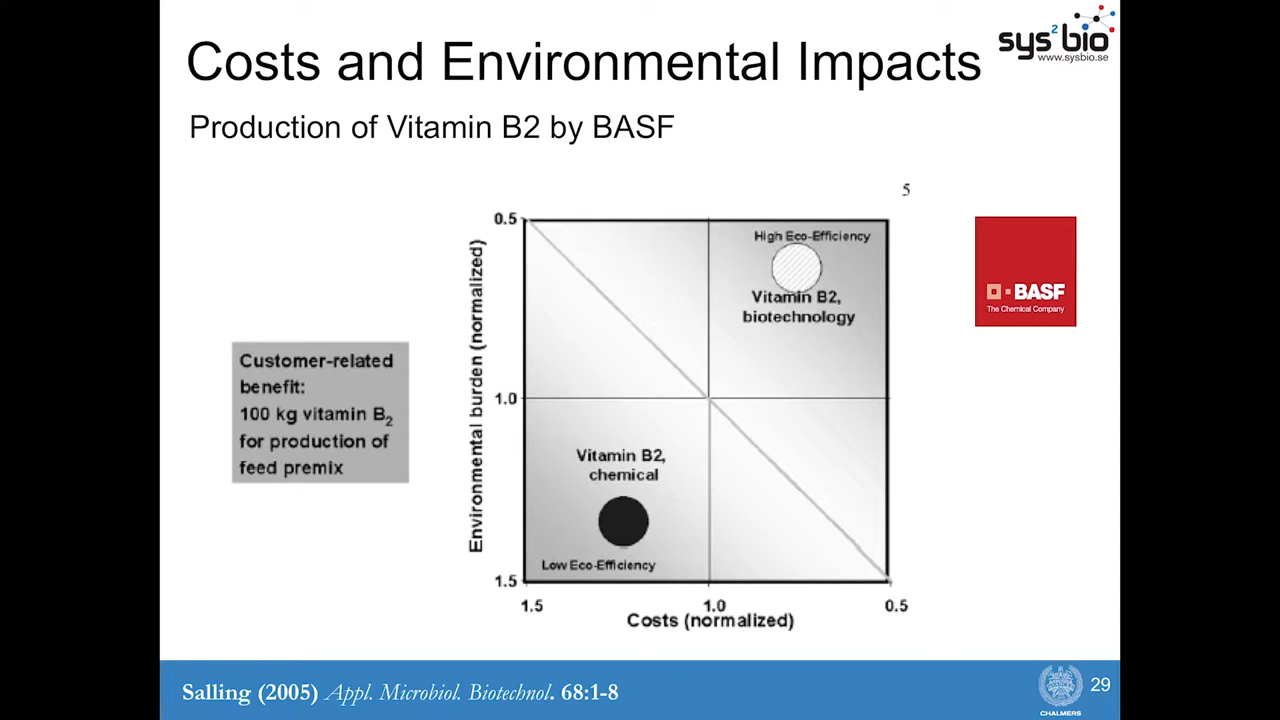 sys²bio
www.sysbio.se
Costs and Environmental Impacts
Production of Vitamin B2 by BASF
5
0.5
High Eco-Efficiency
Vitamin B2,
biotechnology
BASF
The Chemical Company
Customer-related
benefit:
100 kg vitamin B₂
for production of
feed premix
Environmental burden (normalized)
1.0
Vitamin B2,
chemical
Low Eco-Efficiency
1.5
1.5
1.0
0.5
Costs (normalized)
Salling (2005) Appl. Microbiol. Biotechnol. 68:1-8
CHALMERS
29